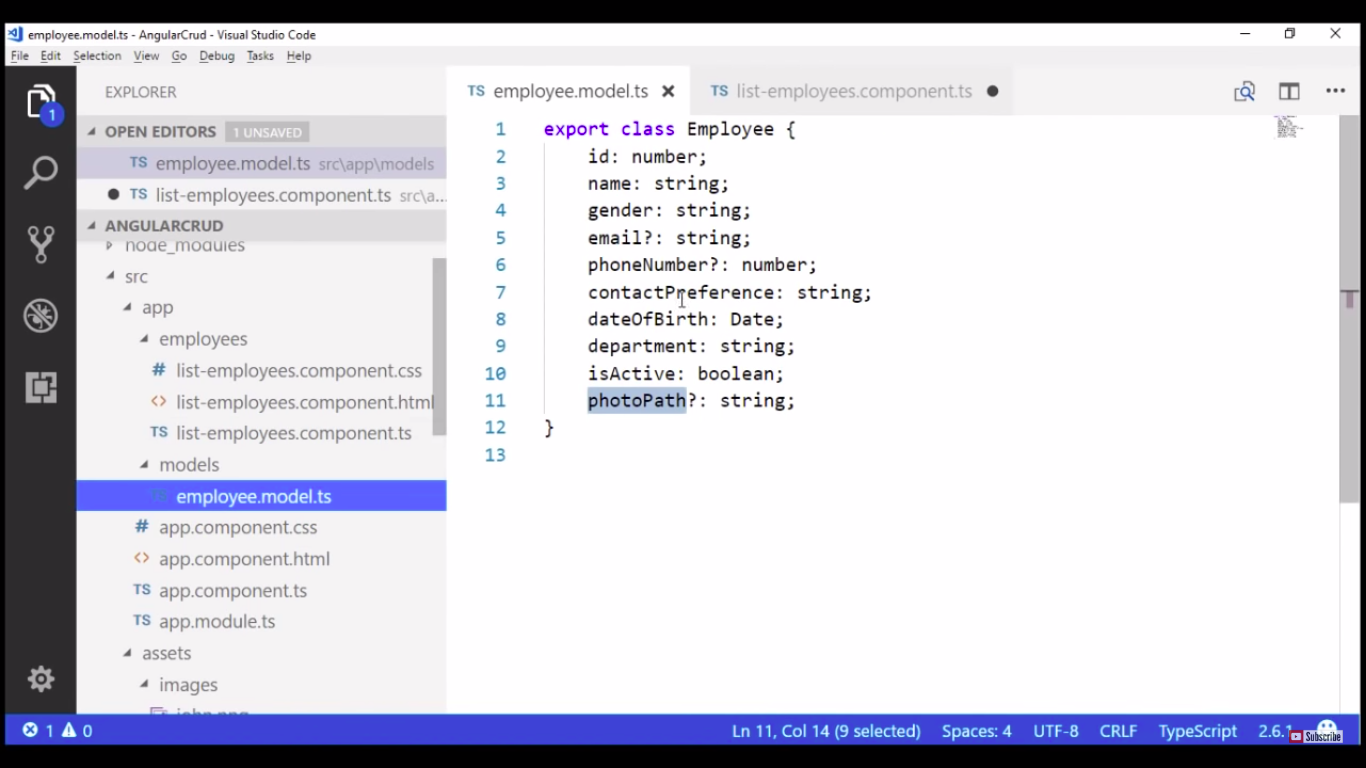 employee.model.ts - AngularCrud - Visual Studio Code
File Edit Selection View Go Debug Tasks Help
EXPLORER
1
OPEN EDITORS 1 UNSAVED
TS employee.model.ts src\app\models
● TS list-employees.component.ts src\a...
ANGULARCRUD
node_modules
src
app
employees
# list-employees.component.css
<> list-employees.component.html
TS list-employees.component.ts
models
employee.model.ts
# app.component.css
<> app.component.html
TS app.component.ts
TS app.module.ts
assets
images
TS employee.model.ts TS list-employees.component.ts ●
1 export class Employee {
2 id: number;
3 name: string;
4 gender: string;
5 email?: string;
6 phoneNumber?: number;
7 contactPreference: string;
8 dateOfBirth: Date;
9 department: string;
10 isActive: boolean;
11 photoPath?: string;
12 }
13
1 0 Ln 11, Col 14 (9 selected) Spaces: 4 UTF-8 CRLF TypeScript 2.6.1
Subscribe